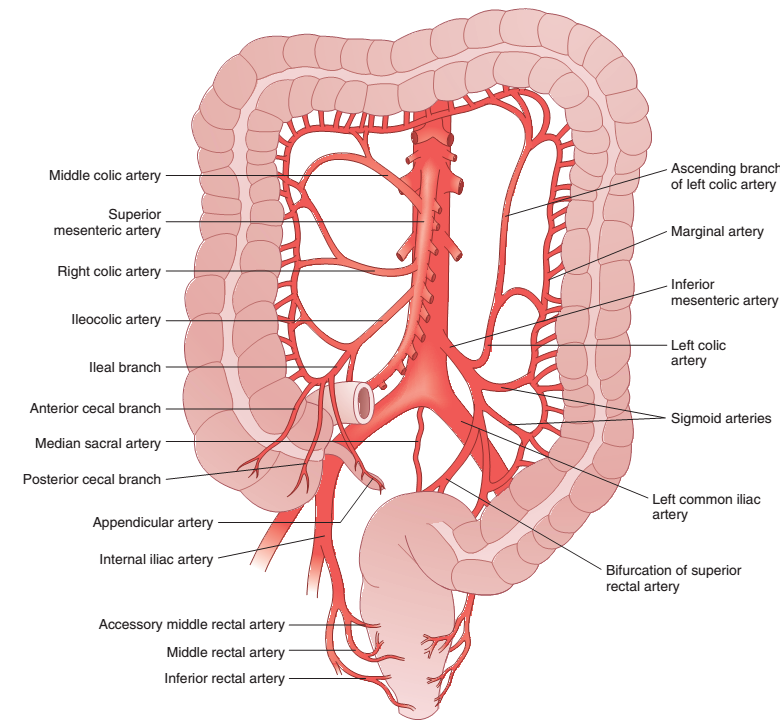 Middle colic artery
Superior
mesenteric artery
Right colic artery
Ileocolic artery
Ileal branch
Anterior cecal branch
Median sacral artery
Posterior cecal branch
Appendicular artery
Internal iliac artery
Accessory middle rectal artery
Middle rectal artery
Inferior rectal artery
Ascending branch
of left colic artery
Marginal artery
Inferior
mesenteric artery
Left colic
artery
Sigmoid arteries
Left common iliac
artery
Bifurcation of superior
rectal artery